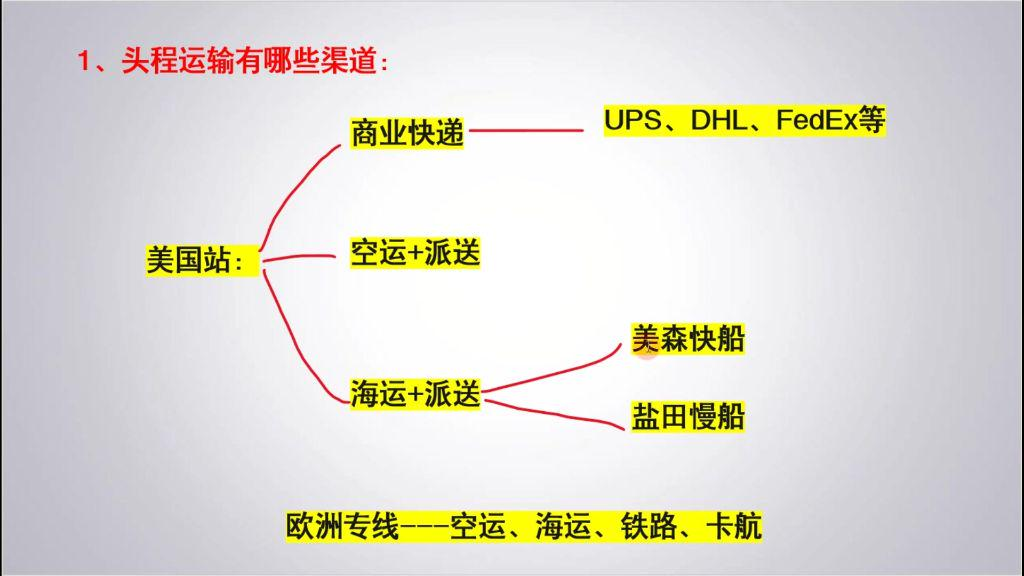 1、头程运输有哪些渠道：
商业快递
UPS、DHL、FedEx等
美国站：
空运+派送
海运+派送
美森快船
盐田慢船
欧洲专线---空运、海运、铁路、卡航